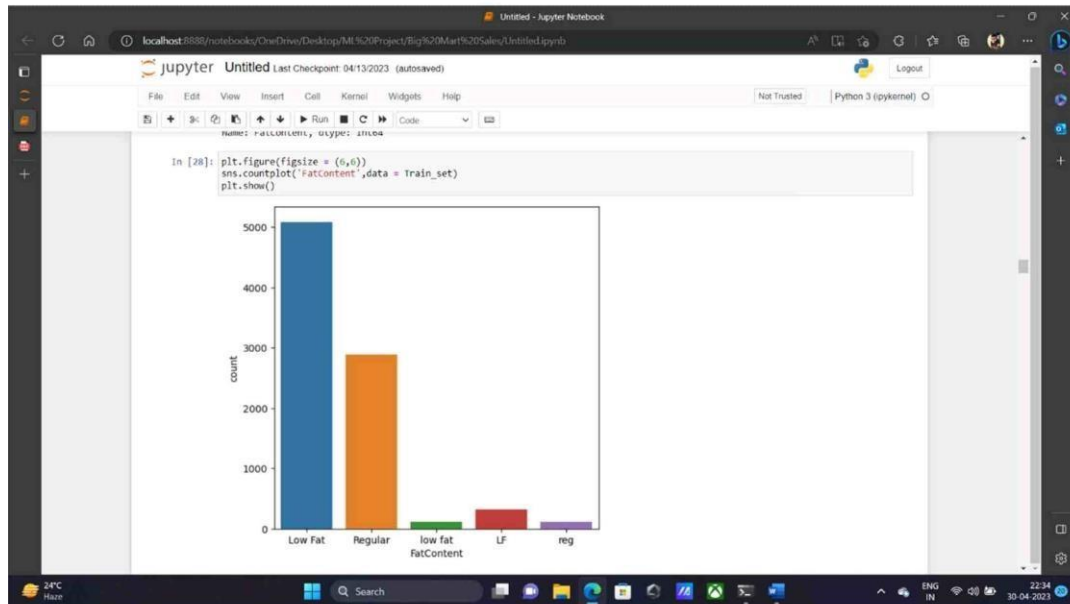 Untitled - Jupyter Notebook
localhost:8888/notebooks/OneDrive/Desktop/ML%20Project/Big%20Mart%20Sales/Untitled.ipynb
jupyter Untitled Last Checkpoint: 04/13/2023 (autosaved)
Logout
File Edit View Insert Cell Kernel Widgets Help
Not Trusted
Python 3 (ipykernel)
Run
Code
Name: FatContent, dtype: int64
In [28]: plt.figure(figsize = (6,6))
sns.countplot('FatContent',data = Train_set)
plt.show()
5000
4000
3000
2000
1000
0
count
Low Fat Regular low fat LF reg
FatContent
24°C
Haze
Search
ENG
IN
22:34
30-04-2023